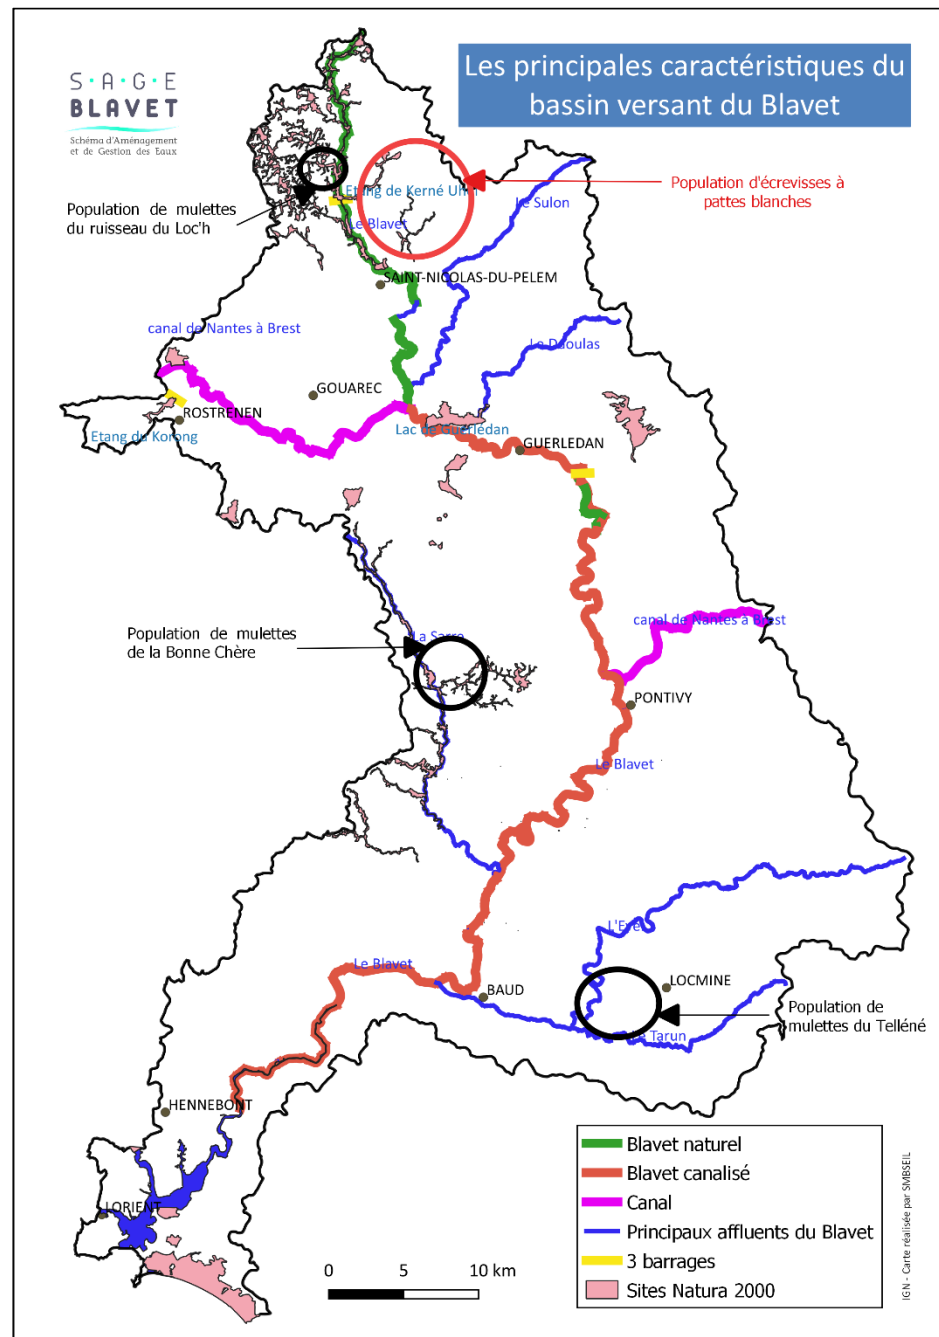 S·A·G·E
BLAVET
Schéma d'Aménagement
et de Gestion des Eaux
Les principales caractéristiques du
bassin versant du Blavet
Population de mulettes
du ruisseau du Loc'h
Etang de Kerné Uhel
Le Blavet
Population d'écrevisses à
pattes blanches
Le Sulon
SAINT-NICOLAS-DU-PELEM
canal de Nantes à Brest
Le Daoulas
GOUAREC
ROSTRENEN
Etang du Korong
Lac de Guerlédan
GUERLEDAN
Population de mulettes
de la Bonne Chère
La Sarre
canal de Nantes à Brest
PONTIVY
Le Blavet
L'Evel
Le Blavet
BAUD
LOCMINE
Population de
mulettes du Telléné
Le Tarun
HENNEBONT
LORIENT
Blavet naturel
Blavet canalisé
Canal
Principaux affluents du Blavet
3 barrages
Sites Natura 2000
0 5 10 km
IGN - Carte réalisée par SMBSEIL